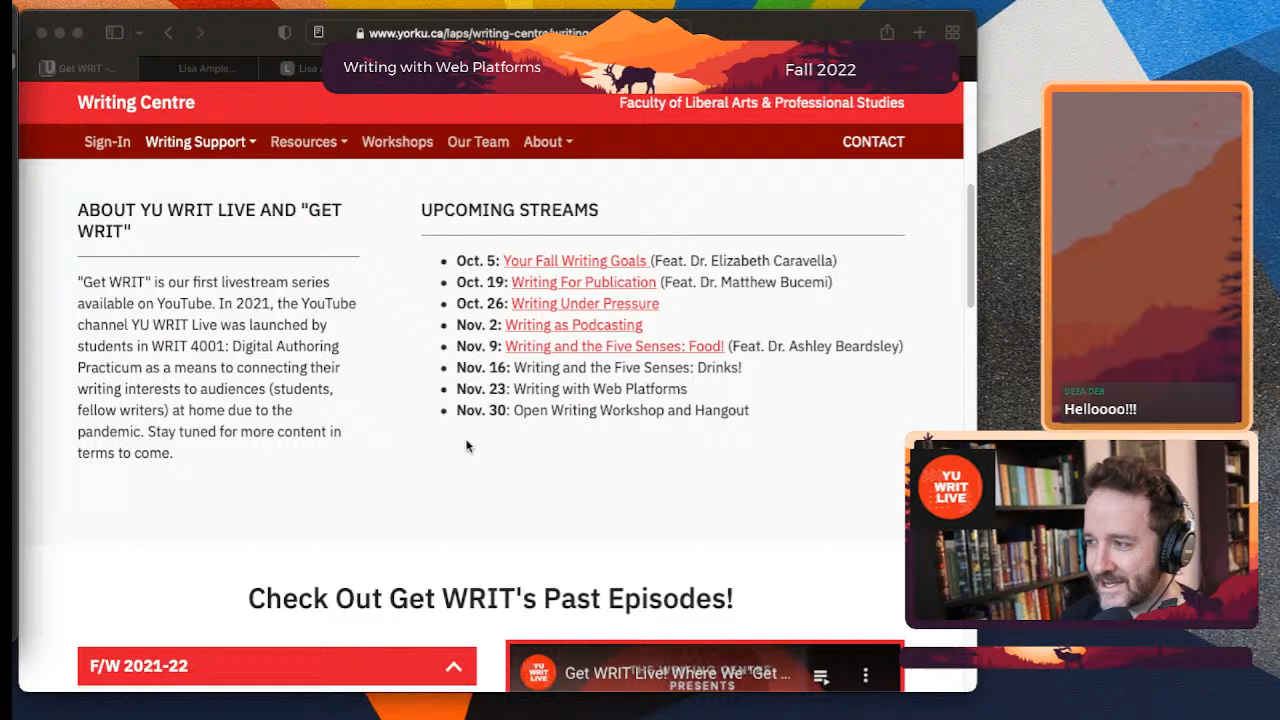 www.yorku.ca/laps/writing-centre/writing
Get WRIT –...
Lisa Ample...
Writing with Web Platforms
Fall 2022
Writing Centre
Faculty of Liberal Arts & Professional Studies
Sign-In
Writing Support
Resources
Workshops
Our Team
About
CONTACT
ABOUT YU WRIT LIVE AND "GET
WRIT"
"Get WRIT" is our first livestream series
available on YouTube. In 2021, the YouTube
channel YU WRIT Live was launched by
students in WRIT 4001: Digital Authoring
Practicum as a means to connecting their
writing interests to audiences (students,
fellow writers) at home due to the
pandemic. Stay tuned for more content in
terms to come.
UPCOMING STREAMS
Oct. 5: Your Fall Writing Goals (Feat. Dr. Elizabeth Caravella)
Oct. 19: Writing For Publication (Feat. Dr. Matthew Bucemi)
Oct. 26: Writing Under Pressure
Nov. 2: Writing as Podcasting
Nov. 9: Writing and the Five Senses: Food! (Feat. Dr. Ashley Beardsley)
Nov. 16: Writing and the Five Senses: Drinks!
Nov. 23: Writing with Web Platforms
Nov. 30: Open Writing Workshop and Hangout
Check Out Get WRIT's Past Episodes!
F/W 2021-22
YU
WRIT
LIVE
Get WRIT Live! Where We "Get ...
THE WRITING CENTRE
PRESENTS
DEEA DEB
Helloooo!!!
YU
WRIT
LIVE